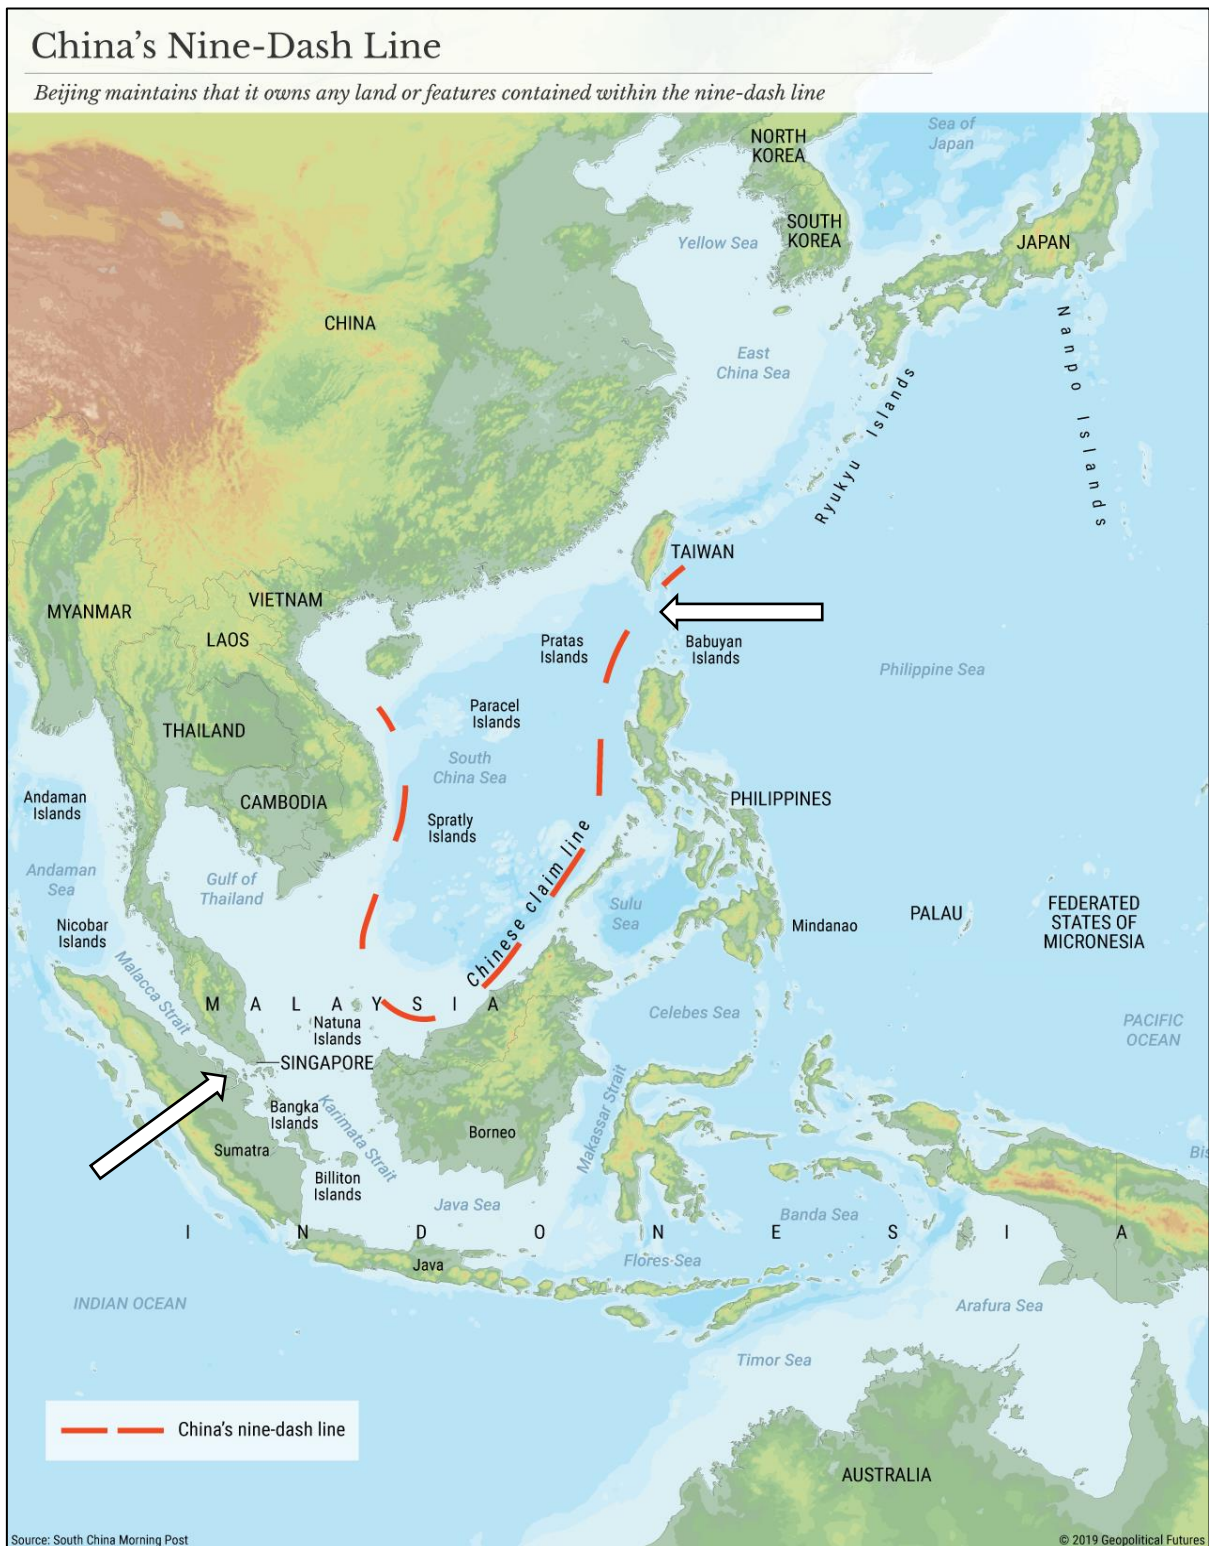 China's Nine-Dash Line
Beijing maintains that it owns any land or features contained within the nine-dash line
Sea of
Japan
NORTH
KOREA
SOUTH
KOREA
Yellow Sea
JAPAN
CHINA
East
China Sea
Nanpo Islands
Ryukyu Islands
TAIWAN
MYANMAR
VIETNAM
LAOS
Pratas
Islands
Babuyan
Islands
Philippine Sea
Paracel
Islands
THAILAND
South
China Sea
Andaman
Islands
CAMBODIA
PHILIPPINES
Spratly
Islands
Chinese claim line
Andaman
Sea
Gulf of
Thailand
Nicobar
Islands
Sulu
Sea
Mindanao
PALAU
FEDERATED
STATES OF
MICRONESIA
Malacca Strait
MALAYSIA
Natuna
Islands
Celebes Sea
PACIFIC
OCEAN
SINGAPORE
Bangka
Islands
Karimata Strait
Makassar Strait
Borneo
Sumatra
Bis
Billiton
Islands
Java Sea
Banda Sea
INDONESIA
Java
Flores Sea
INDIAN OCEAN
Arafura Sea
Timor Sea
China's nine-dash line
AUSTRALIA
Source: South China Morning Post
© 2019 Geopolitical Futures